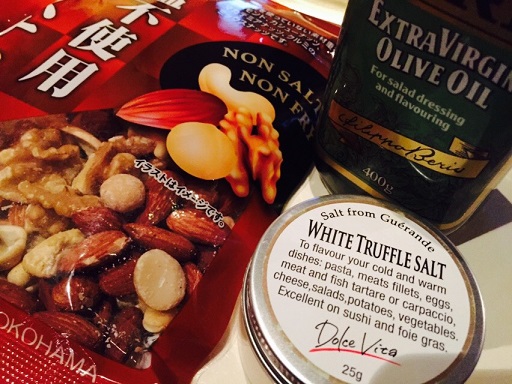 不使用
NON SALT
NON FRY
イラストはイメージです。
YOKOHAMA
EXTRA VIRGIN
OLIVE OIL
For salad dressing
and flavouring
Filippo Berio
400g
Salt from Guérande
WHITE TRUFFLE SALT
To flavour your cold and warm
dishes: pasta, meats fillets, eggs,
meat and fish tartare or carpaccio,
cheese,salads,potatoes, vegetables.
Excellent on sushi and foie gras.
Dolce Vita
25g